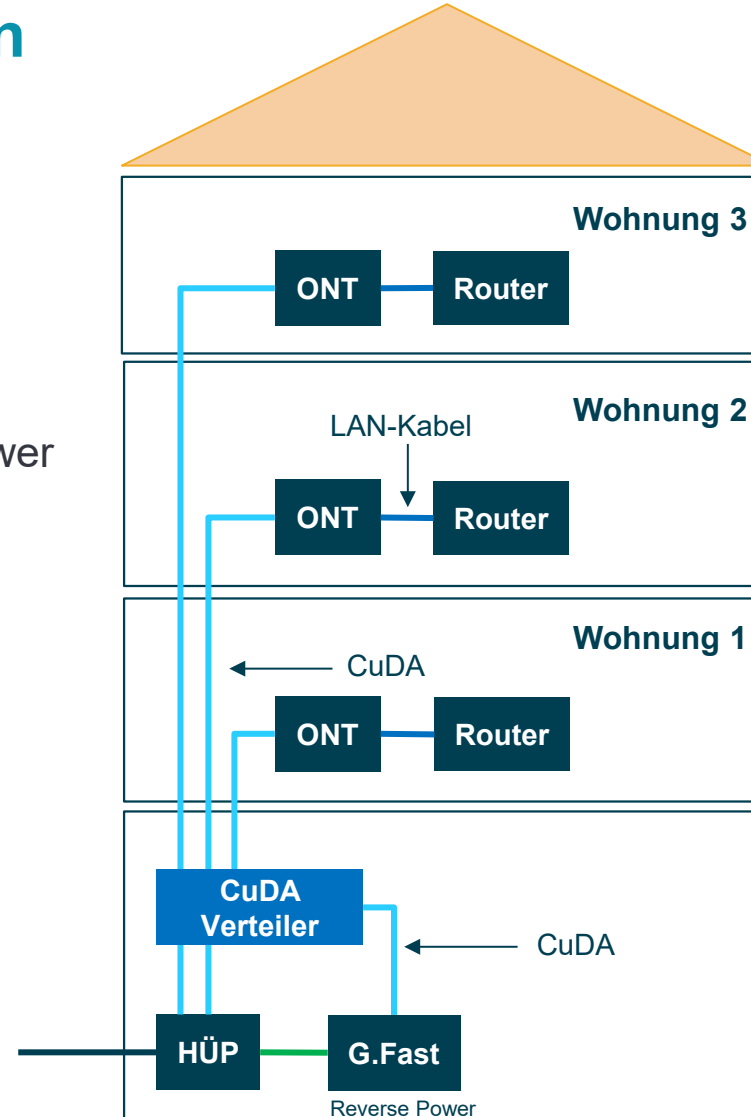 n
Wohnung 3
ONT
Router
Wohnung 2
LAN-Kabel
wer
ONT
Router
Wohnung 1
CuDA
ONT
Router
CuDA
Verteiler
CuDA
HÜP
G.Fast
Reverse Power